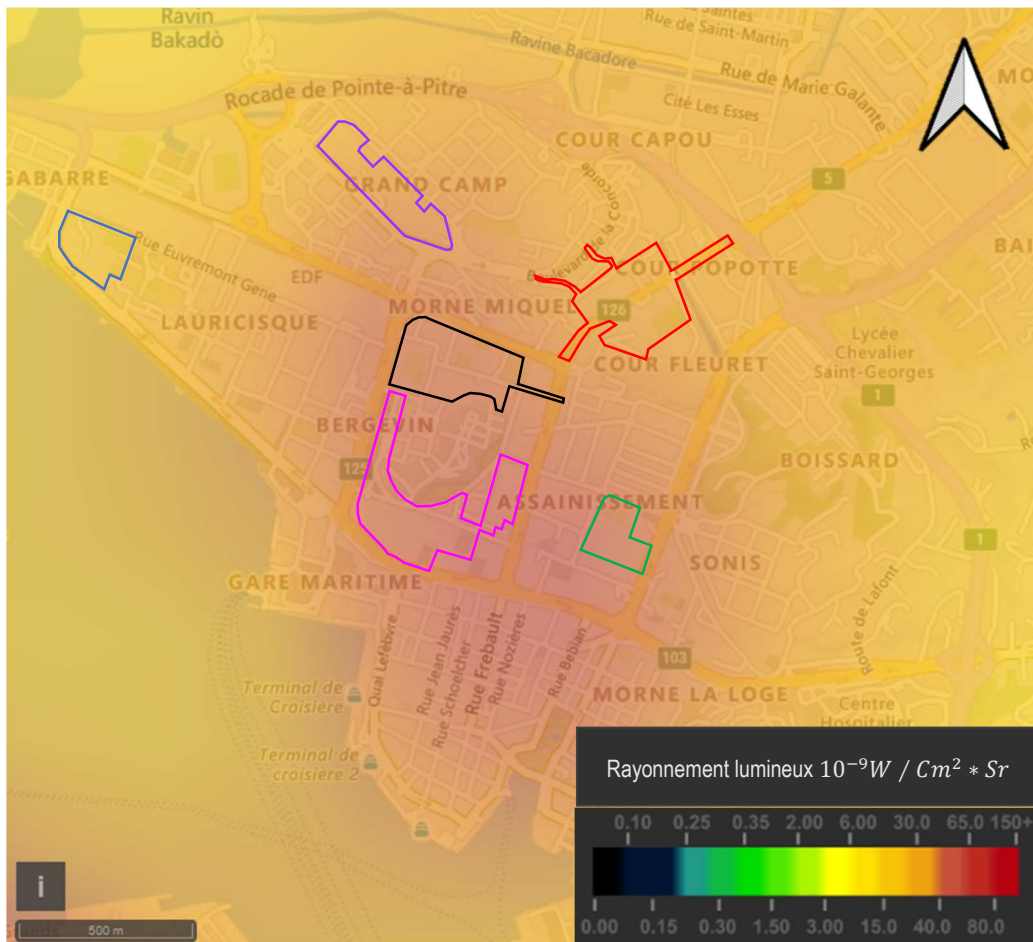 Ravin
Bakadò
Rue de Saint-Martin
Ravine Bacadore
Rue de Marie Galante
Rocade de Pointe-à-Pitre
Cité Les Esses
MO
COUR CAPOU
5
GABARRE
GRAND CAMP
Boulevard de la Concorde
Rue Euvremont Gene
COUR POPOTTE
BAI
EDF
MORNE MIQUEL
126
LAURICISQUE
COUR FLEURET
Lycée
Chevalier
Saint-Georges
1
BERGEVIN
125
BOISSARD
ASSAINISSEMENT
1
SONIS
GARE MARITIME
Quai Lefèbvre
Rue Jean Jaurès
Rue Schoelcher
Rue Frebault
Rue Nozières
Rue Bebian
Route de Lafont
103
Terminal de
Croisière
MORNE LA LOGE
Centre
Hospitalier
Terminal de
croisière 2
Rayonnement lumineux 10⁻⁹W / Cm² * Sr
0.10 0.25 0.35 2.00 6.00 30.0 65.0 150+
0.00 0.15 0.30 1.50 3.00 15.0 40.0 80.0
i
500 m